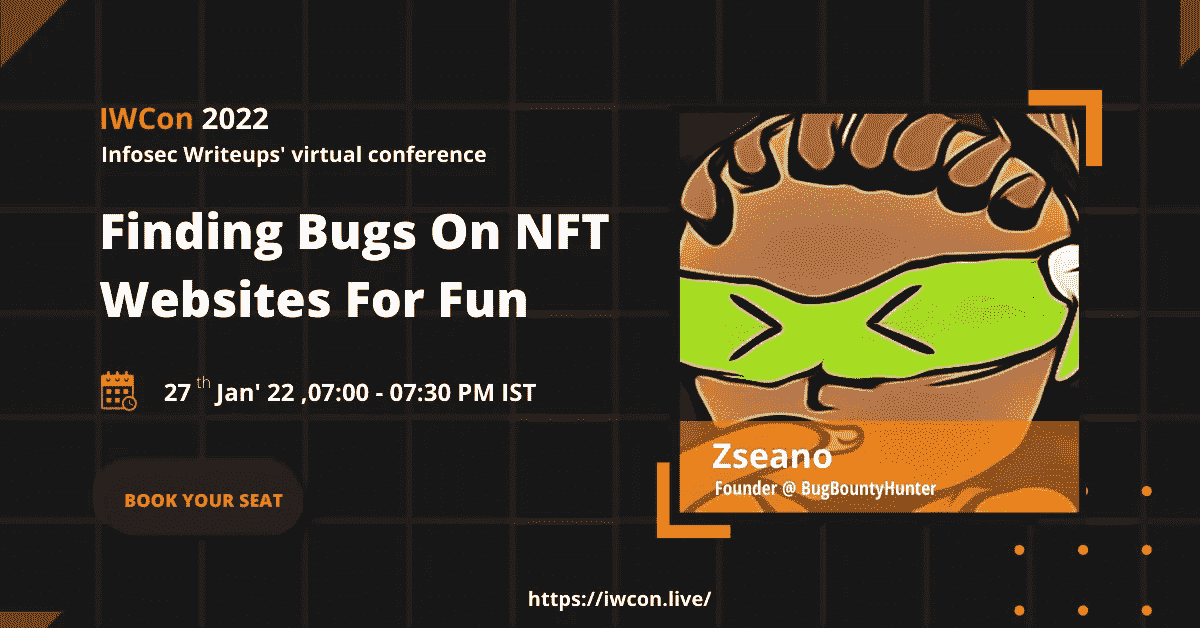 IWCon 2022
Infosec Writeups' virtual conference
Finding Bugs On NFT
Websites For Fun
27 th Jan' 22 ,07:00 - 07:30 PM IST
BOOK YOUR SEAT
Zseano
Founder @ BugBountyHunter
https://iwcon.live/